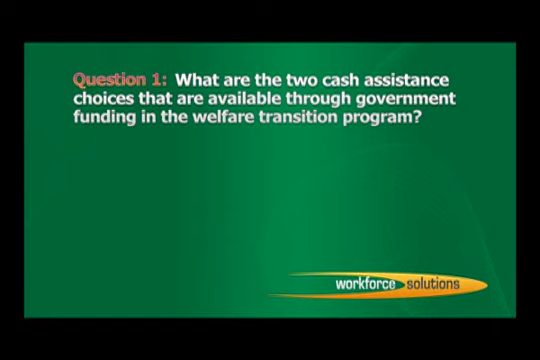 Question 1: What are the two cash assistance
choices that are available through government
funding in the welfare transition program?
workforce solutions